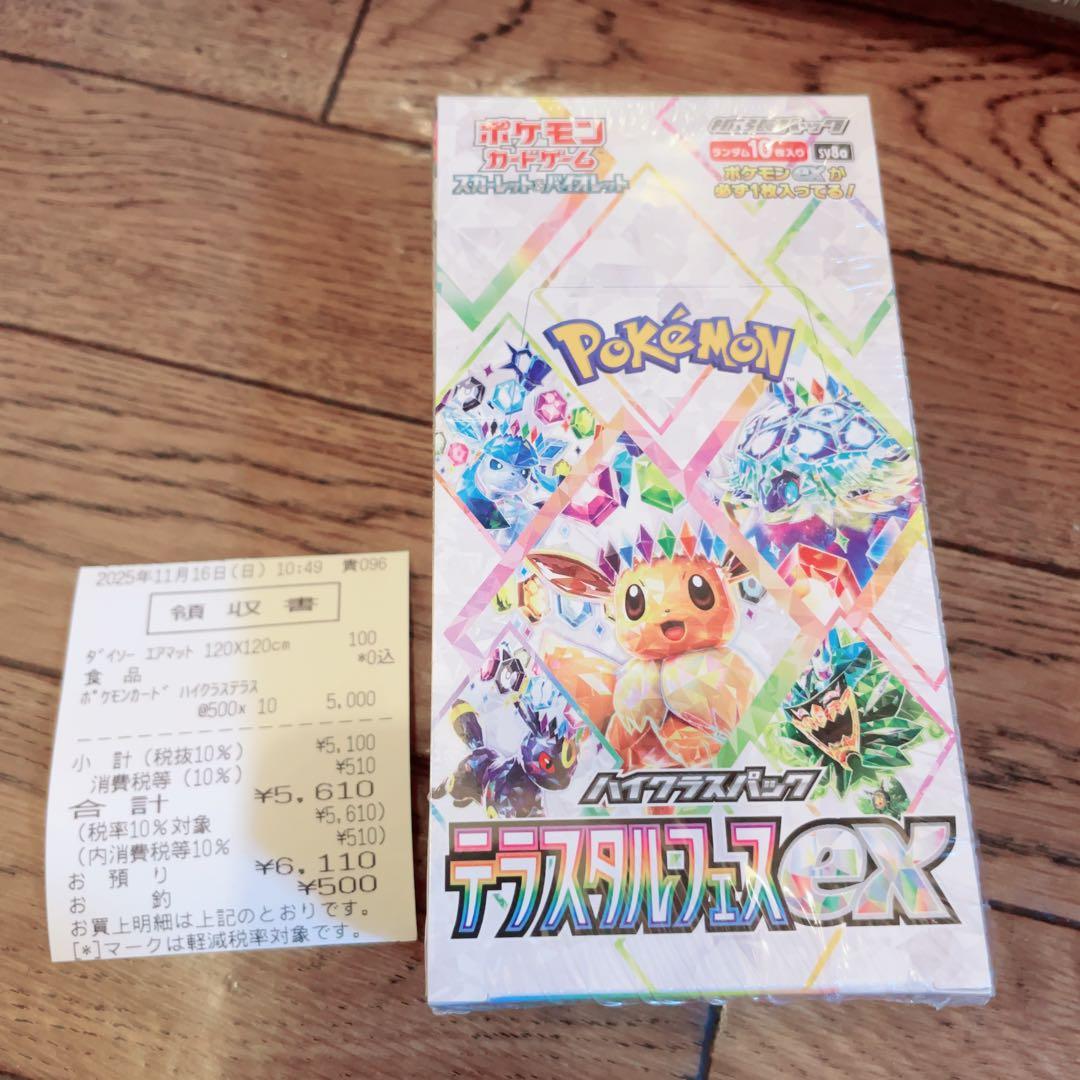 2025年11月16日(日) 10:49 責096
領収書
ダイソー エアマット 120X120cm 100
食品 *0込
ポケモンカード ハイクラステラス
@500x 10 5,000
小計(税抜10%) ¥5,100
消費税等(10%) ¥510
合計 ¥5,610
(税率10%対象 ¥5,610)
(内消費税等10% ¥510)
お預り ¥6,110
お釣 ¥500
お買上明細は上記のとおりです。
[*]マークは軽減税率対象です。
ポケモン
カードゲーム
スカーレット&バイオレット
ランダム10枚入り sv8a
ポケモンexが
必ず1枚入ってる!
POKéMON
TM
ハイクラスパック
テラスタルフェスex